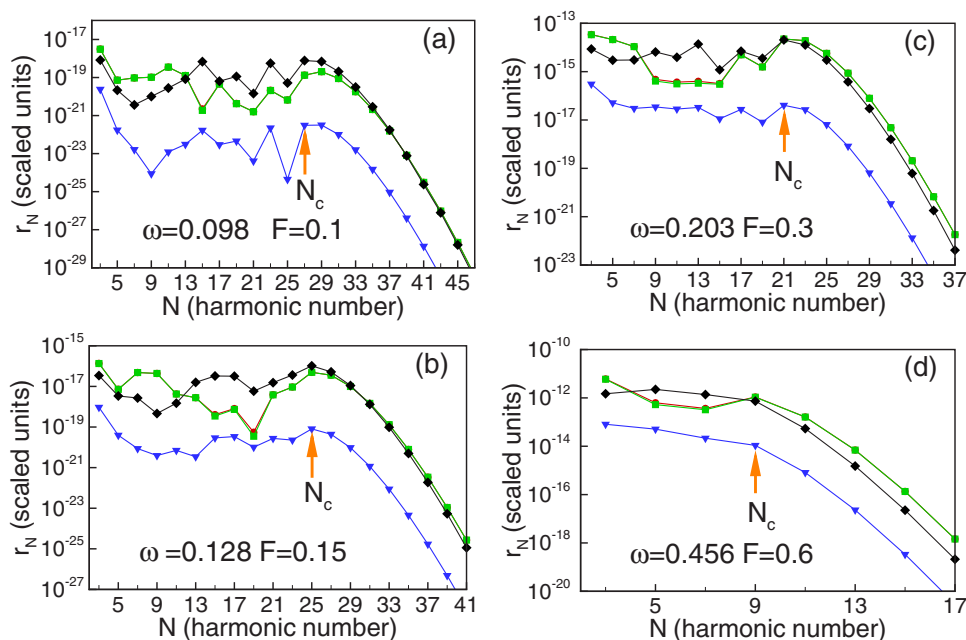 (a)
r_N (scaled units)
10^-17
10^-19
10^-21
10^-23
10^-25
10^-27
10^-29
N_c
ω=0.098 F=0.1
5 9 13 17 21 25 29 33 37 41 45
N (harmonic number)
(c)
r_N (scaled units)
10^-13
10^-15
10^-17
10^-19
10^-21
10^-23
N_c
ω=0.203 F=0.3
5 9 13 17 21 25 29 33 37
N (harmonic number)
(b)
r_N (scaled units)
10^-15
10^-17
10^-19
10^-21
10^-23
10^-25
10^-27
N_c
ω=0.128 F=0.15
5 9 13 17 21 25 29 33 37 41
N (harmonic number)
(d)
r_N (scaled units)
10^-10
10^-12
10^-14
10^-16
10^-18
10^-20
N_c
ω=0.456 F=0.6
5 9 13 17
N (harmonic number)